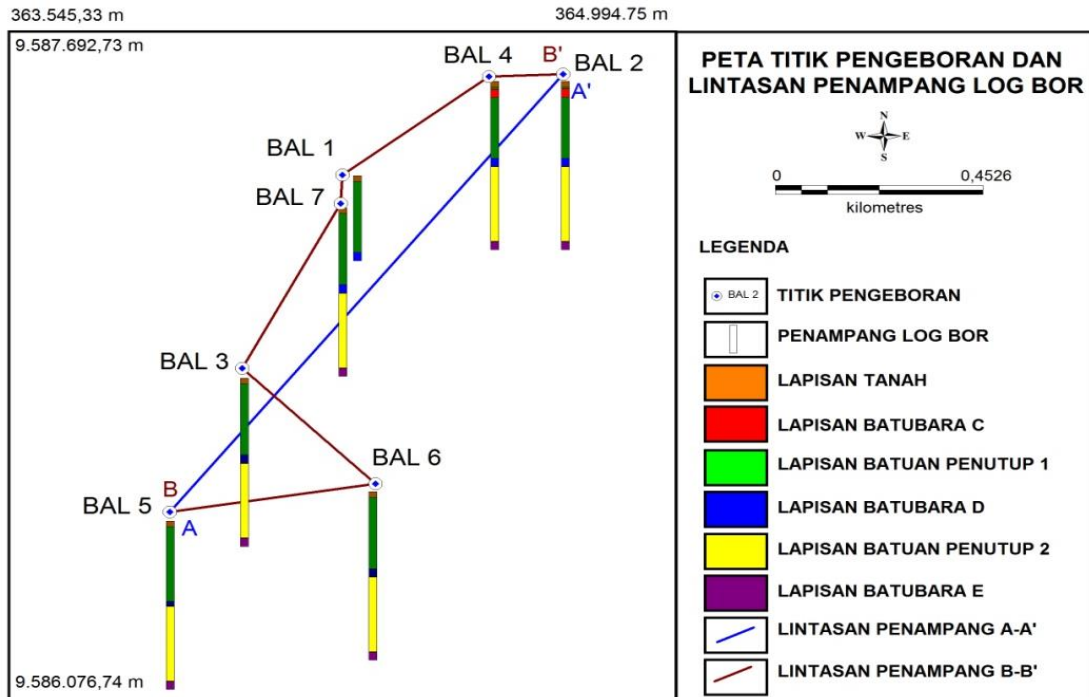 363.545,33 m
364.994.75 m
9.587.692,73 m
BAL 4
B'
BAL 2
A'
BAL 1
BAL 7
BAL 3
BAL 6
BAL 5
B
A
9.586.076,74 m
PETA TITIK PENGEBORAN DAN
LINTASAN PENAMPANG LOG BOR
N
W
E
S
0
0,4526
kilometres
LEGENDA
BAL 2
TITIK PENGEBORAN
PENAMPANG LOG BOR
LAPISAN TANAH
LAPISAN BATUBARA C
LAPISAN BATUAN PENUTUP 1
LAPISAN BATUBARA D
LAPISAN BATUAN PENUTUP 2
LAPISAN BATUBARA E
LINTASAN PENAMPANG A-A'
LINTASAN PENAMPANG B-B'